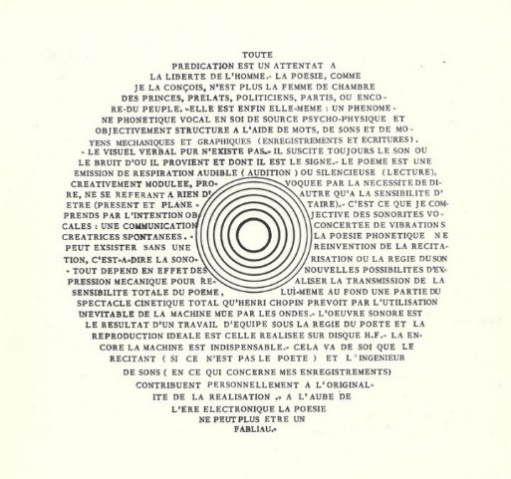 TOUTE
PREDICATION EST UN ATTENTAT A
LA LIBERTE DE L'HOMME.- LA POESIE, COMME
JE LA CONÇOIS, N'EST PLUS LA FEMME DE CHAMBRE
DES PRINCES, PRELATS, POLITICIENS, PARTIS, OU ENCO-
RE-DU PEUPLE. -ELLE EST ENFIN ELLE-MEME : UN PHENOME-
NE PHONETIQUE VOCAL EN SOI DE SOURCE PSYCHO-PHYSIQUE ET
OBJECTIVEMENT STRUCTURE A L'AIDE DE MOTS, DE SONS ET DE MO-
YENS MECHANIQUES ET GRAPHIQUES (ENREGISTREMENTS ET ECRITURES).
- LE VISUEL VERBAL PUR N'EXISTE PAS.- IL SUSCITE TOUJOURS LE SON OU
LE BRUIT D'OU IL PROVIENT ET DONT IL EST LE SIGNE.- LE POEME EST UNE
EMISSION DE RESPIRATION AUDIBLE ( AUDITION ) OU SILENCIEUSE (LECTURE),
CREATIVEMENT MODULEE, PRO- VOQUEE PAR LA NECESSITE DE DI-
RE, NE SE REFERANT A RIEN D' AUTRE QU'A LA SENSIBILITE D'
ETRE (PRESENT ET PLANE - TAIRE).- C'EST CE QUE JE COM-
PRENDS PAR L'INTENTION OB- JECTIVE DES SONORITES VO-
CALES : UNE COMMUNICATION CONCERTEE DE VIBRATIONS
CREATRICES SPONTANEES. - LA POESIE PHONETIQUE NE
PEUT EXSISTER SANS UNE REINVENTION DE LA RECITA-
TION, C'EST-A-DIRE LA SONO- RISATION OU LA REGIE DU SON
- TOUT DEPEND EN EFFET DES NOUVELLES POSSIBILITES D'EX-
PRESSION MECANIQUE POUR RE- ALISER LA TRANSMISSION DE LA
SENSIBILITE TOTALE DU POEME, LUI-MEME AU FOND UNE PARTIE DU
SPECTACLE CINETIQUE TOTAL QU'HENRI CHOPIN PREVOIT PAR L'UTILISATION
INEVITABLE DE LA MACHINE MUE PAR LES ONDES.- L'OEUVRE SONORE EST
LE RESULTAT D'UN TRAVAIL D'EQUIPE SOUS LA REGIE DU POETE ET LA
REPRODUCTION IDEALE EST CELLE REALISEE SUR DISQUE H.F.- LA EN-
CORE LA MACHINE EST INDISPENSABLE.- CELA VA DE SOI QUE LE
RECITANT ( SI CE N'EST PAS LE POETE ) ET L'INGENIEUR
DE SONS ( EN CE QUI CONCERNE MES ENREGISTREMENTS)
CONTRIBUENT PERSONNELLEMENT A L'ORIGINAL-
ITE DE LA REALISATION .- A L'AUBE DE
L'ERE ELECTRONIQUE LA POESIE
NE PEUT PLUS ETRE UN
FABLIAU.-